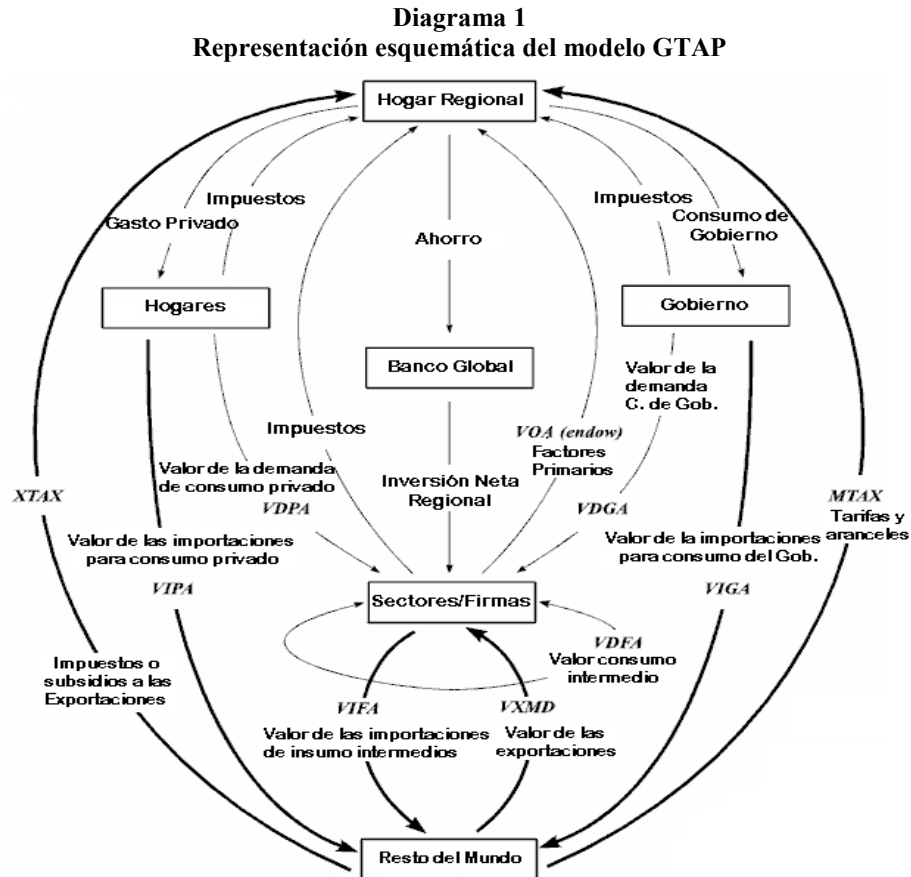 Diagrama 1
Representación esquemática del modelo GTAP
Hogar Regional
Impuestos
Gasto Privado
Ahorro
Impuestos
Consumo de
Gobierno
Hogares
Gobierno
Banco Global
Valor de la
demanda
C. de Gob.
Impuestos
VOA (endow)
Factores
Primarios
Valor de la demanda
de consumo privado
VDPA
Inversión Neta
Regional
VDGA
XTAX
MTAX
Tarifas y
aranceles
Valor de las importaciones
para consumo privado
VIPA
Valor de la importaciones
para consumo del Gob.
VIGA
Sectores/Firmas
VDFA
Valor consumo
intermedio
Impuestos o
subsidios a las
Exportaciones
VIFA
Valor de las importaciones
de insumo intermedios
VXMD
Valor de las
exportaciones
Resto del Mundo